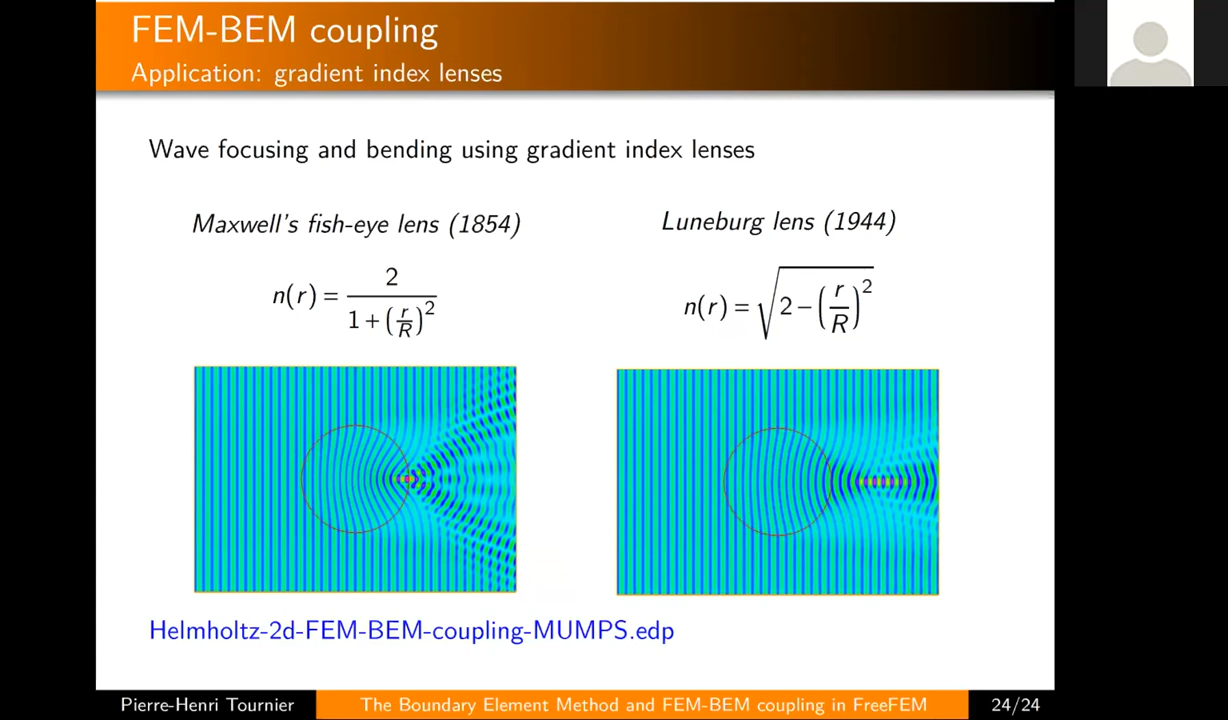 FEM-BEM coupling
Application: gradient index lenses
Wave focusing and bending using gradient index lenses
Maxwell's fish-eye lens (1854)
n(r) = 2 / (1 + (r/R)^2)
Luneburg lens (1944)
n(r) = √(2 − (r/R)^2)
Helmholtz-2d-FEM-BEM-coupling-MUMPS.edp
Pierre-Henri Tournier
The Boundary Element Method and FEM-BEM coupling in FreeFEM
24/24